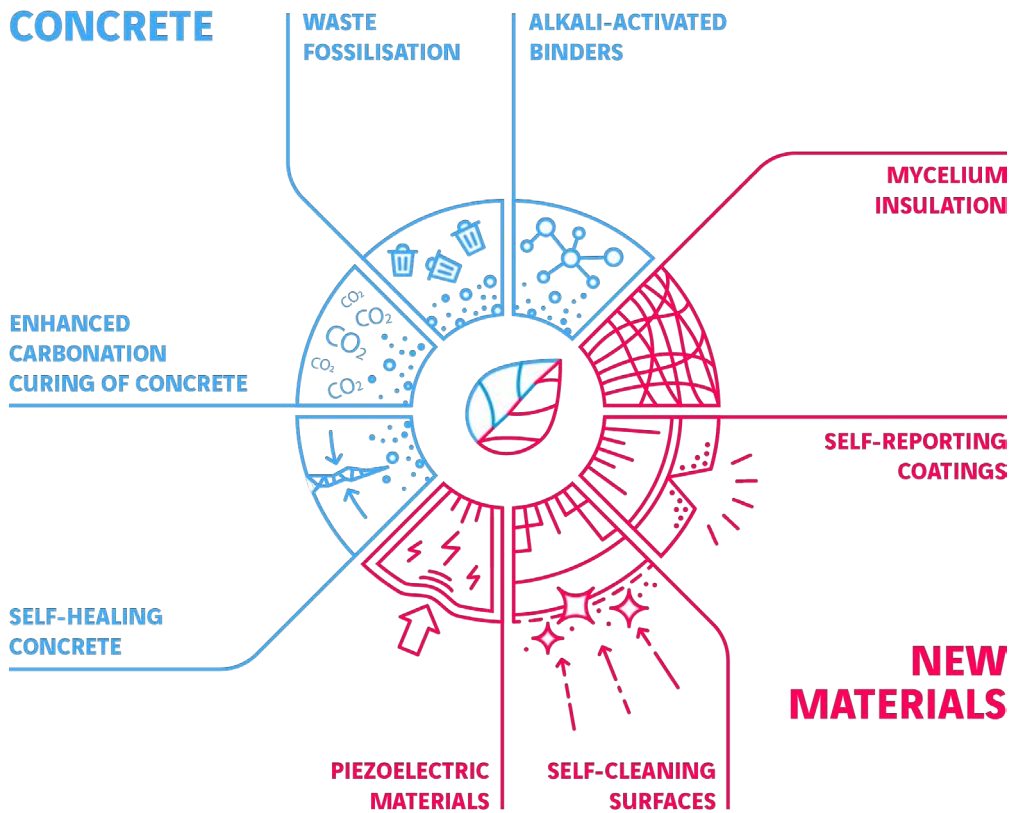 CONCRETE
WASTE
FOSSILISATION
ALKALI-ACTIVATED
BINDERS
MYCELIUM
INSULATION
CO₂
CO₂
CO₂
CO₂
CO₂
ENHANCED
CARBONATION
CURING OF CONCRETE
SELF-REPORTING
COATINGS
SELF-HEALING
CONCRETE
NEW
MATERIALS
PIEZOELECTRIC
MATERIALS
SELF-CLEANING
SURFACES